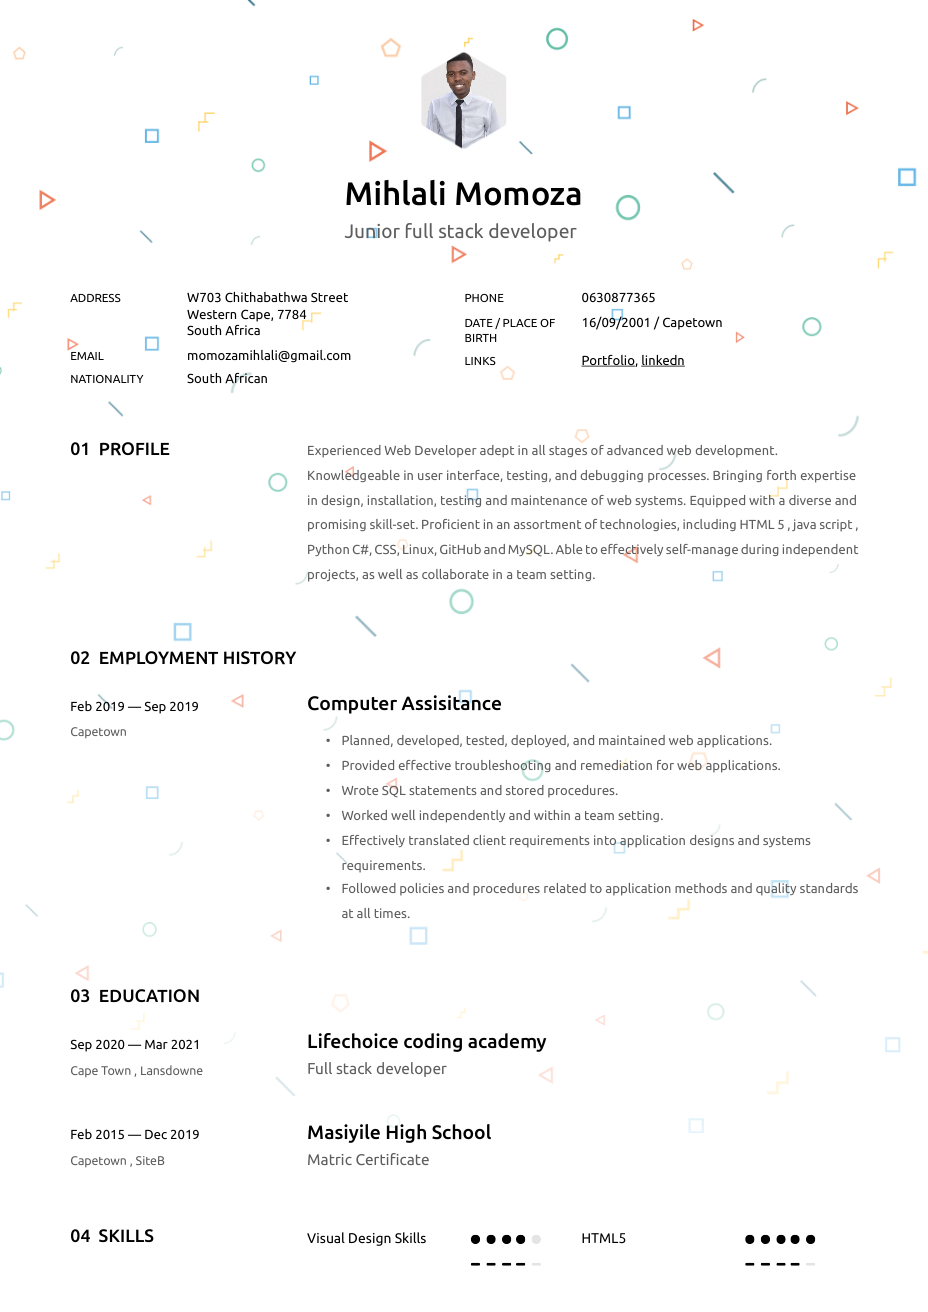 Mihlali Momoza
Junior full stack developer
ADDRESS
W703 Chithabathwa Street
Western Cape, 7784
South Africa
EMAIL
momozamihlali@gmail.com
NATIONALITY
South African
PHONE
0630877365
DATE / PLACE OF
BIRTH
16/09/2001 / Capetown
LINKS
Portfolio, linkedn
01 PROFILE
Experienced Web Developer adept in all stages of advanced web development.
Knowledgeable in user interface, testing, and debugging processes. Bringing forth expertise
in design, installation, testing and maintenance of web systems. Equipped with a diverse and
promising skill-set. Proficient in an assortment of technologies, including HTML 5 , java script ,
Python C#, CSS, Linux, GitHub and MySQL. Able to effectively self-manage during independent
projects, as well as collaborate in a team setting.
02 EMPLOYMENT HISTORY
Feb 2019 — Sep 2019
Capetown
Computer Assisitance
• Planned, developed, tested, deployed, and maintained web applications.
• Provided effective troubleshooting and remediation for web applications.
• Wrote SQL statements and stored procedures.
• Worked well independently and within a team setting.
• Effectively translated client requirements into application designs and systems
requirements.
• Followed policies and procedures related to application methods and quality standards
at all times.
03 EDUCATION
Sep 2020 — Mar 2021
Cape Town , Lansdowne
Lifechoice coding academy
Full stack developer
Feb 2015 — Dec 2019
Capetown , SiteB
Masiyile High School
Matric Certificate
04 SKILLS
Visual Design Skills
HTML5